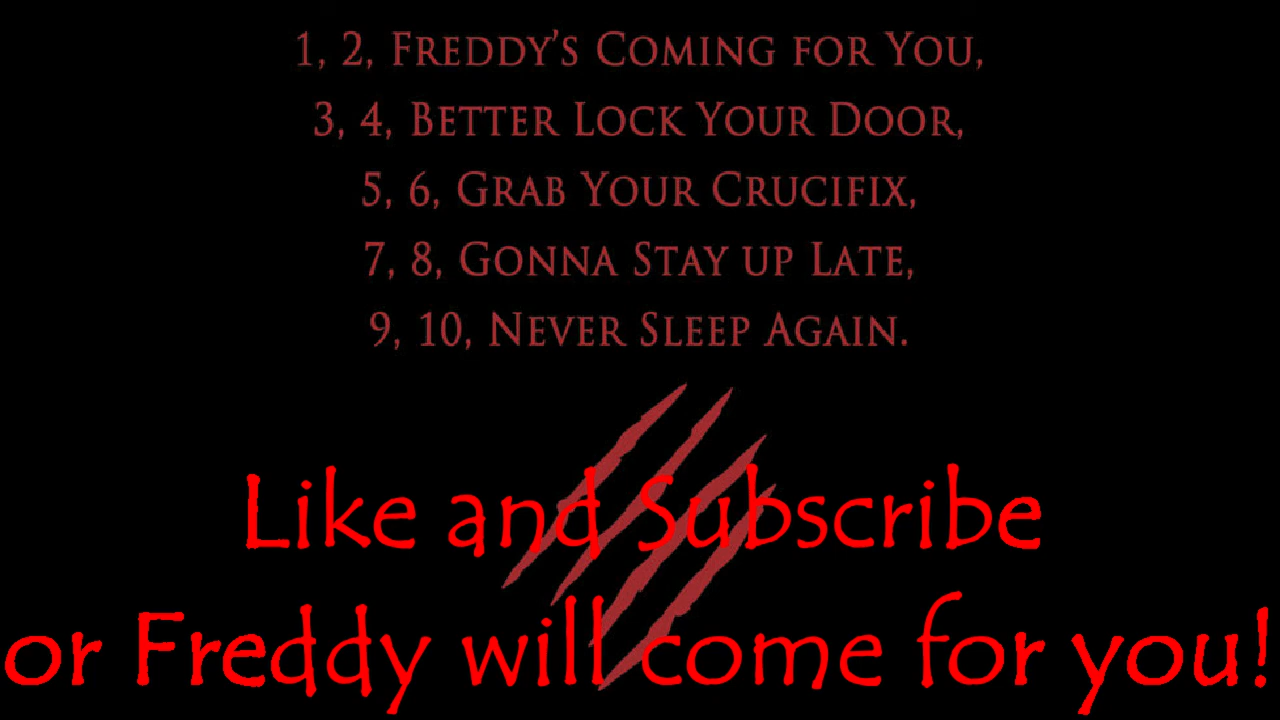 1, 2, Freddy's Coming for You,
3, 4, Better Lock Your Door,
5, 6, Grab Your Crucifix,
7, 8, Gonna Stay up Late,
9, 10, Never Sleep Again.
Like and Subscribe
or Freddy will come for you!